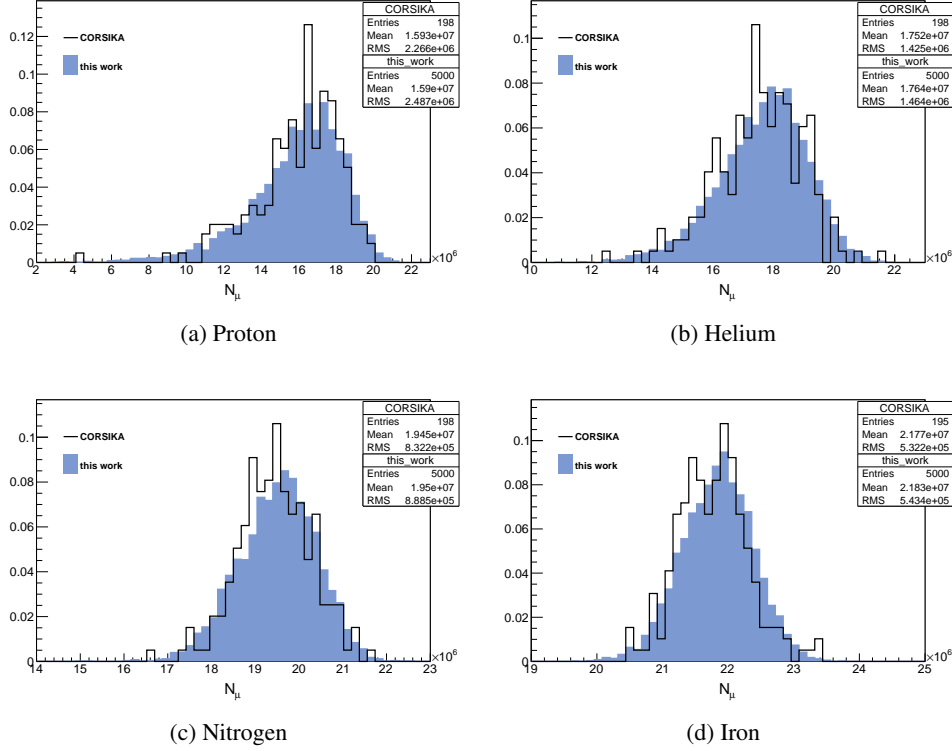 CORSIKA
Entries 198
Mean 1.593e+07
RMS 2.266e+06
this_work
Entries 5000
Mean 1.59e+07
RMS 2.487e+06
CORSIKA
this work
0.12
0.1
0.08
0.06
0.04
0.02
0
2 4 6 8 10 12 14 16 18 20 22
×10⁶
Nμ
(a) Proton
CORSIKA
Entries 198
Mean 1.752e+07
RMS 1.425e+06
this_work
Entries 5000
Mean 1.764e+07
RMS 1.464e+06
CORSIKA
this work
0.1
0.08
0.06
0.04
0.02
0
10 12 14 16 18 20 22
×10⁶
Nμ
(b) Helium
CORSIKA
Entries 198
Mean 1.945e+07
RMS 8.322e+05
this_work
Entries 5000
Mean 1.95e+07
RMS 8.885e+05
CORSIKA
this work
0.1
0.08
0.06
0.04
0.02
0
14 15 16 17 18 19 20 21 22 23
×10⁶
Nμ
(c) Nitrogen
CORSIKA
Entries 195
Mean 2.177e+07
RMS 5.322e+05
this_work
Entries 5000
Mean 2.183e+07
RMS 5.434e+05
CORSIKA
this work
0.1
0.08
0.06
0.04
0.02
0
19 20 21 22 23 24 25
×10⁶
Nμ
(d) Iron